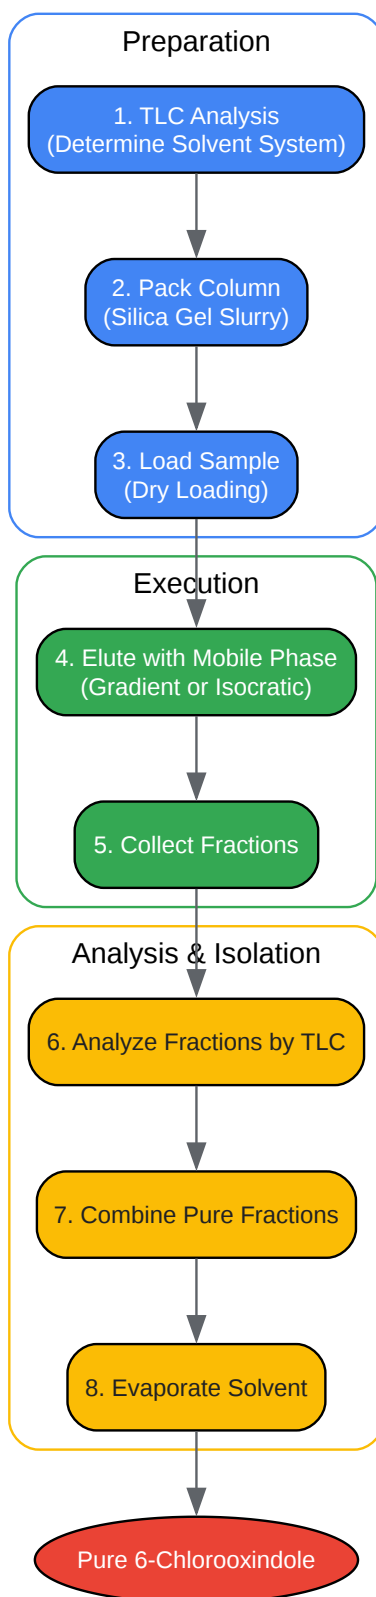 Preparation
1. TLC Analysis
(Determine Solvent System)
2. Pack Column
(Silica Gel Slurry)
3. Load Sample
(Dry Loading)
Execution
4. Elute with Mobile Phase
(Gradient or Isocratic)
5. Collect Fractions
Analysis & Isolation
6. Analyze Fractions by TLC
7. Combine Pure Fractions
8. Evaporate Solvent
Pure 6-Chlorooxindole